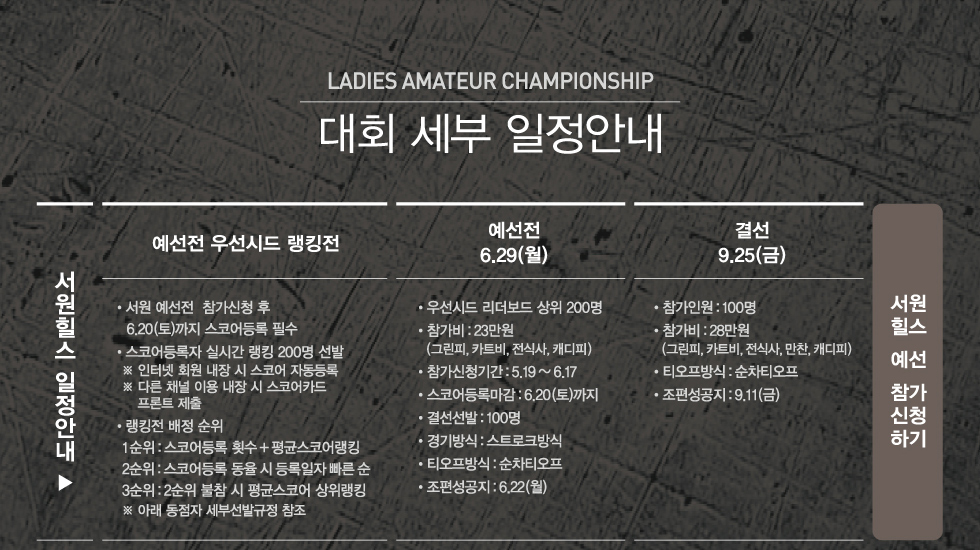 LADIES AMATEUR CHAMPIONSHIP
대회 세부 일정안내
서원힐스 일정안내 ▶
예선전 우선시드 랭킹전
• 서원 예선전 참가신청 후
6.20(토)까지 스코어등록 필수
• 스코어등록자 실시간 랭킹 200명 선발
※ 인터넷 회원 내장 시 스코어 자동등록
※ 다른 채널 이용 내장 시 스코어카드
프론트 제출
• 랭킹전 배정 순위
1순위 : 스코어등록 횟수 + 평균스코어랭킹
2순위 : 스코어등록 동율 시 등록일자 빠른 순
3순위 : 2순위 불참 시 평균스코어 상위랭킹
※ 아래 동점자 세부선발규정 참조
예선전
6.29(월)
• 우선시드 리더보드 상위 200명
• 참가비 : 23만원
(그린피, 카트비, 전식사, 캐디피)
• 참가신청기간 : 5.19 ~ 6.17
• 스코어등록마감 : 6.20(토)까지
• 결선선발 : 100명
• 경기방식 : 스트로크방식
• 티오프방식 : 순차티오프
• 조편성공지 : 6.22(월)
결선
9.25(금)
• 참가인원 : 100명
• 참가비 : 28만원
(그린피, 카트비, 전식사, 만찬, 캐디피)
• 티오프방식 : 순차티오프
• 조편성공지 : 9.11(금)
서원
힐스
예선
참가
신청
하기